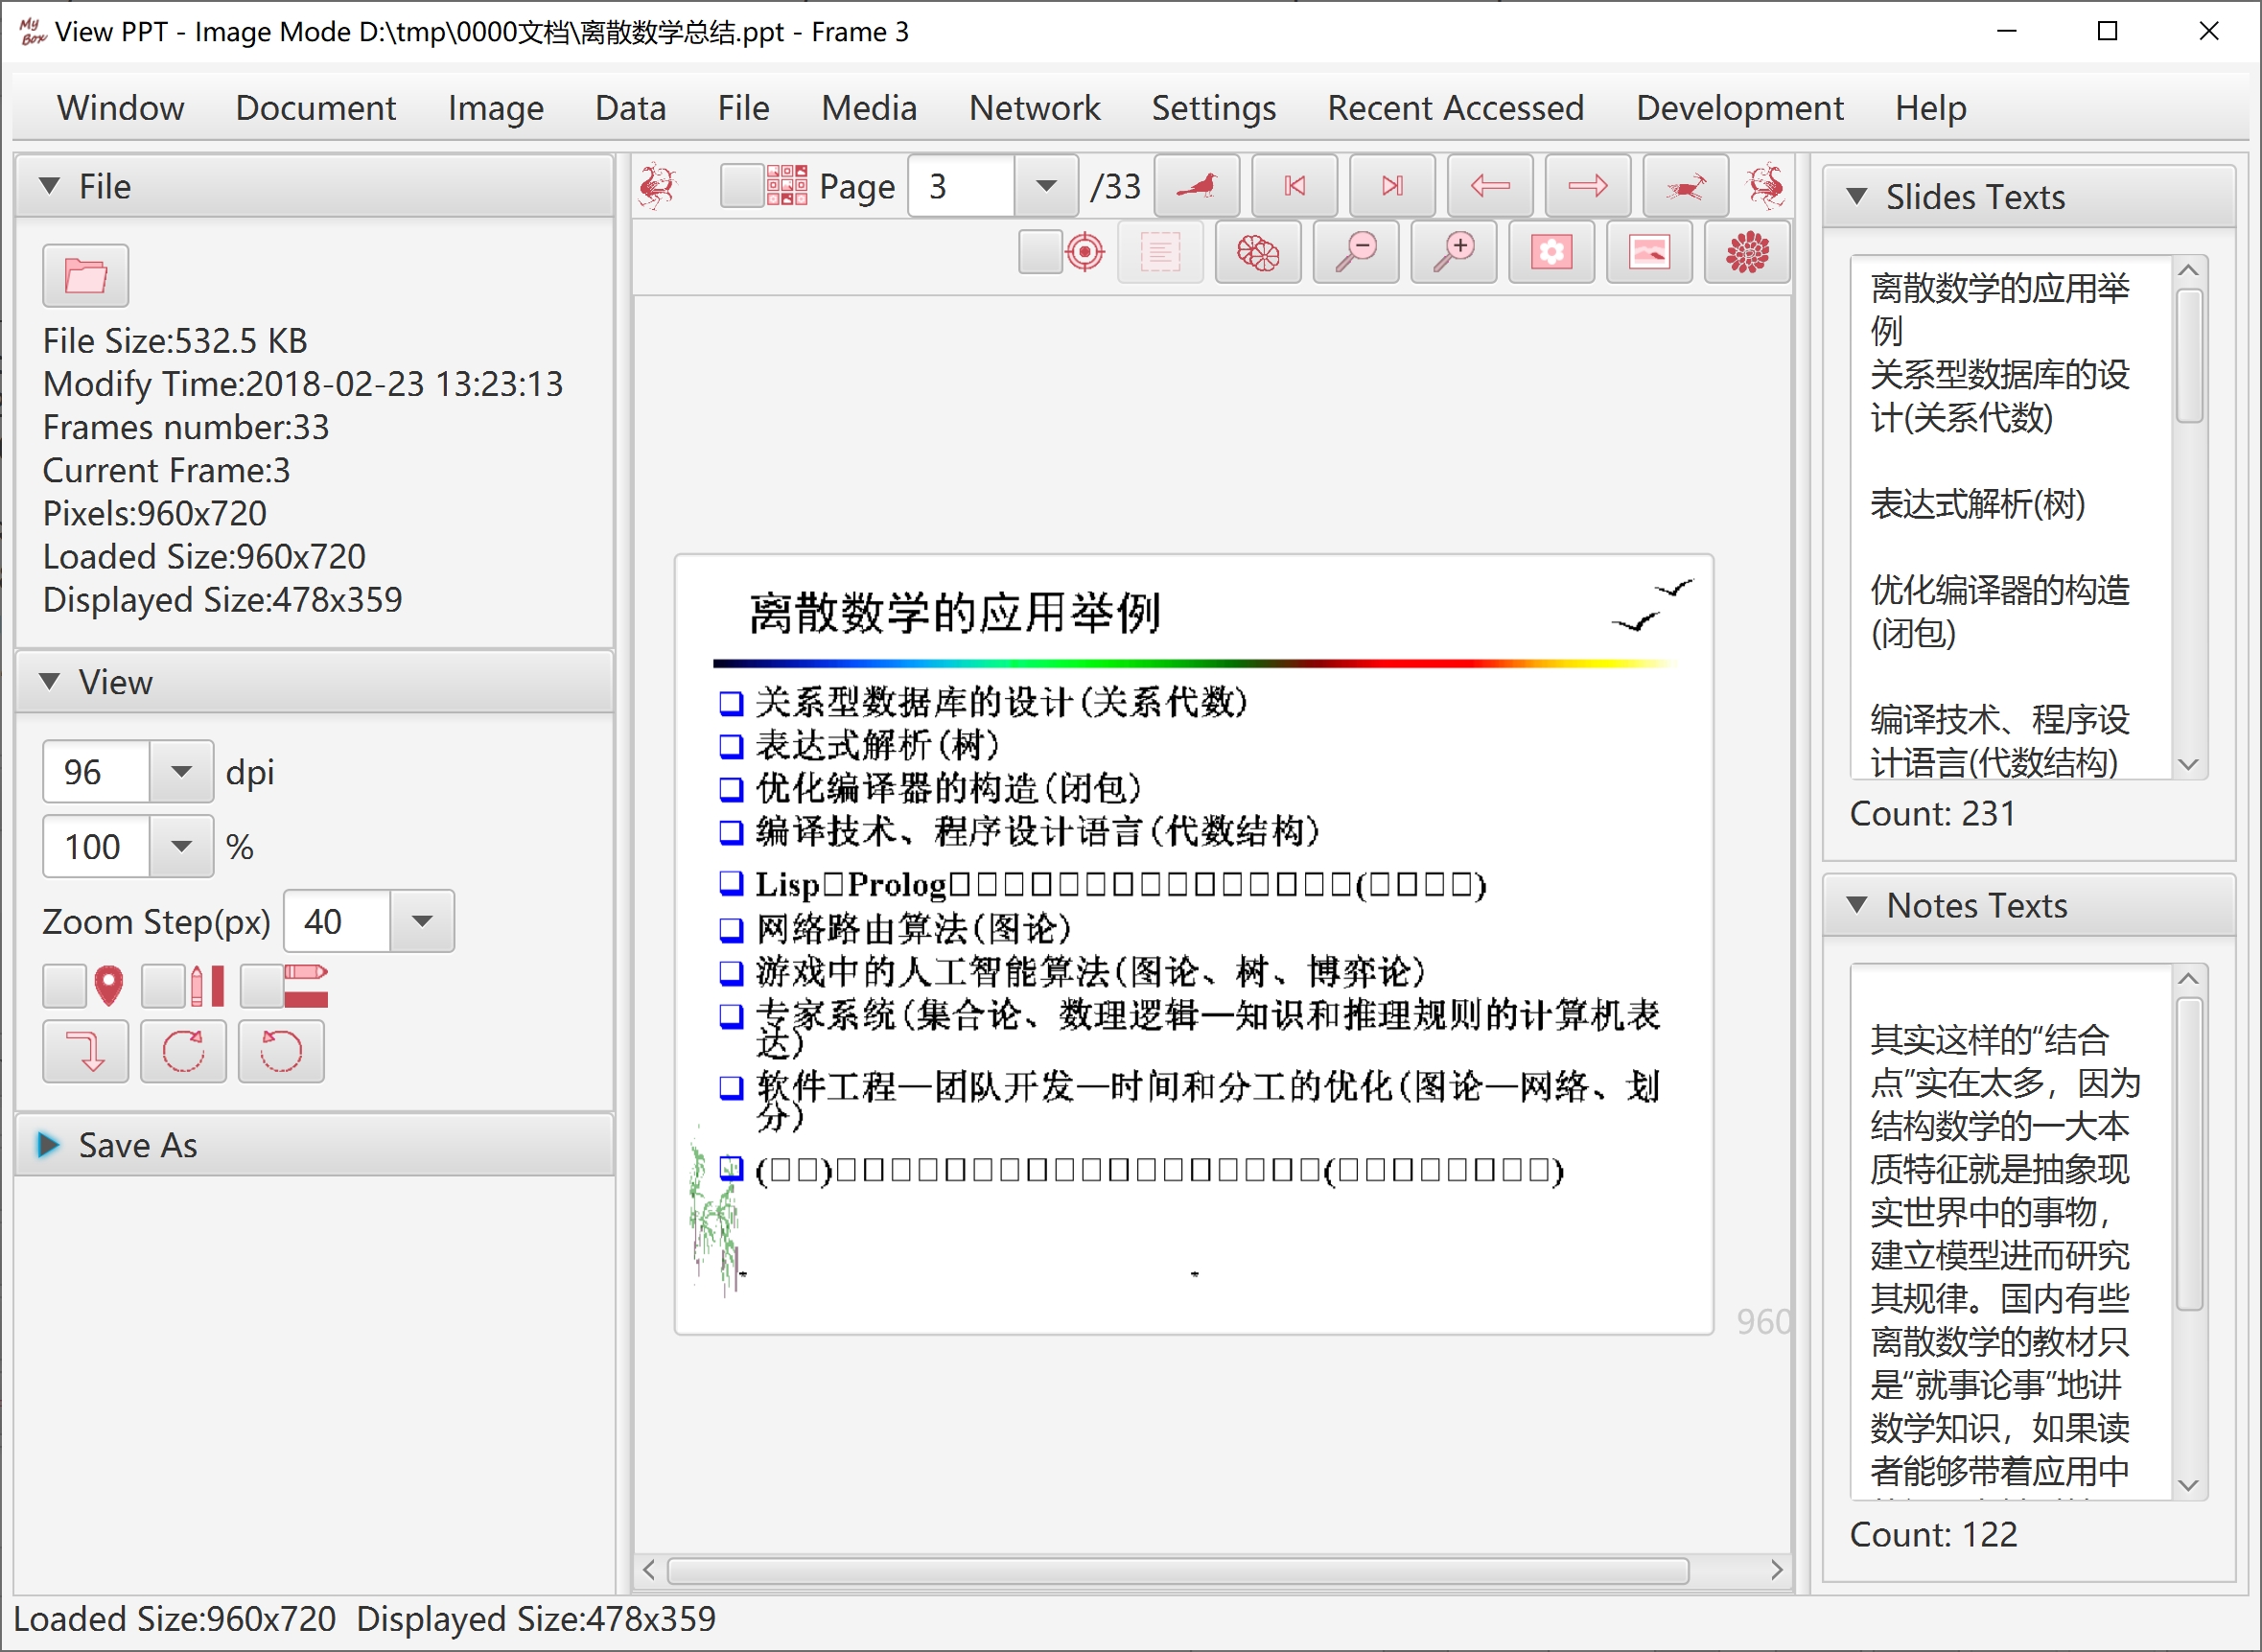 My Box View PPT - Image Mode D:\tmp\0000文档\离散数学总结.ppt - Frame 3
Window Document Image Data File Media Network Settings Recent Accessed Development Help
File
File Size:532.5 KB
Modify Time:2018-02-23 13:23:13
Frames number:33
Current Frame:3
Pixels:960x720
Loaded Size:960x720
Displayed Size:478x359
View
96 dpi
100 %
Zoom Step(px) 40
Save As
Page 3 /33
离散数学的应用举例
关系型数据库的设计(关系代数)
表达式解析(树)
优化编译器的构造(闭包)
编译技术、程序设计语言(代数结构)
Lisp□Prolog□□□□□□□□□□□□□□□(□□□□)
网络路由算法(图论)
游戏中的人工智能算法(图论、树、博弈论)
专家系统(集合论、数理逻辑—知识和推理规则的计算机表
达)
软件工程—团队开发—时间和分工的优化(图论—网络、划
分)
(□□)□□□□□□□□□□□□□□□□□□(□□□□□□□□)
*
*
960
Slides Texts
离散数学的应用举
例
关系型数据库的设
计(关系代数)
表达式解析(树)
优化编译器的构造
(闭包)
编译技术、程序设
计语言(代数结构)
Count: 231
Notes Texts
其实这样的“结合
点”实在太多，因为
结构数学的一大本
质特征就是抽象现
实世界中的事物，
建立模型进而研究
其规律。国内有些
离散数学的教材只
是“就事论事”地讲
数学知识，如果读
者能够带着应用中
Count: 122
Loaded Size:960x720 Displayed Size:478x359